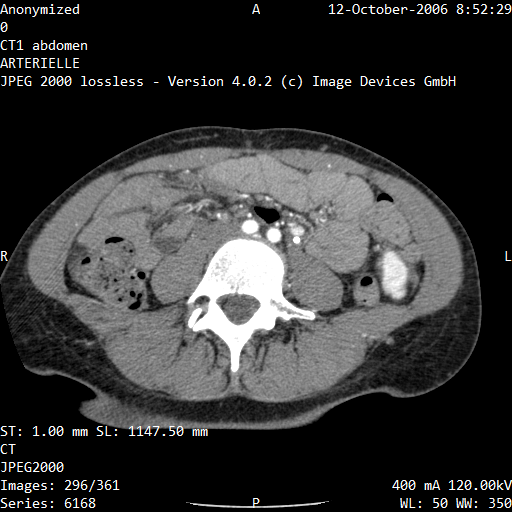 Anonymized A 12-October-2006 8:52:29
0
CT1 abdomen
ARTERIELLE
JPEG 2000 lossless - Version 4.0.2 (c) Image Devices GmbH
R L
ST: 1.00 mm SL: 1147.50 mm
CT
JPEG2000
Images: 296/361 400 mA 120.00kV
Series: 6168 P WL: 50 WW: 350